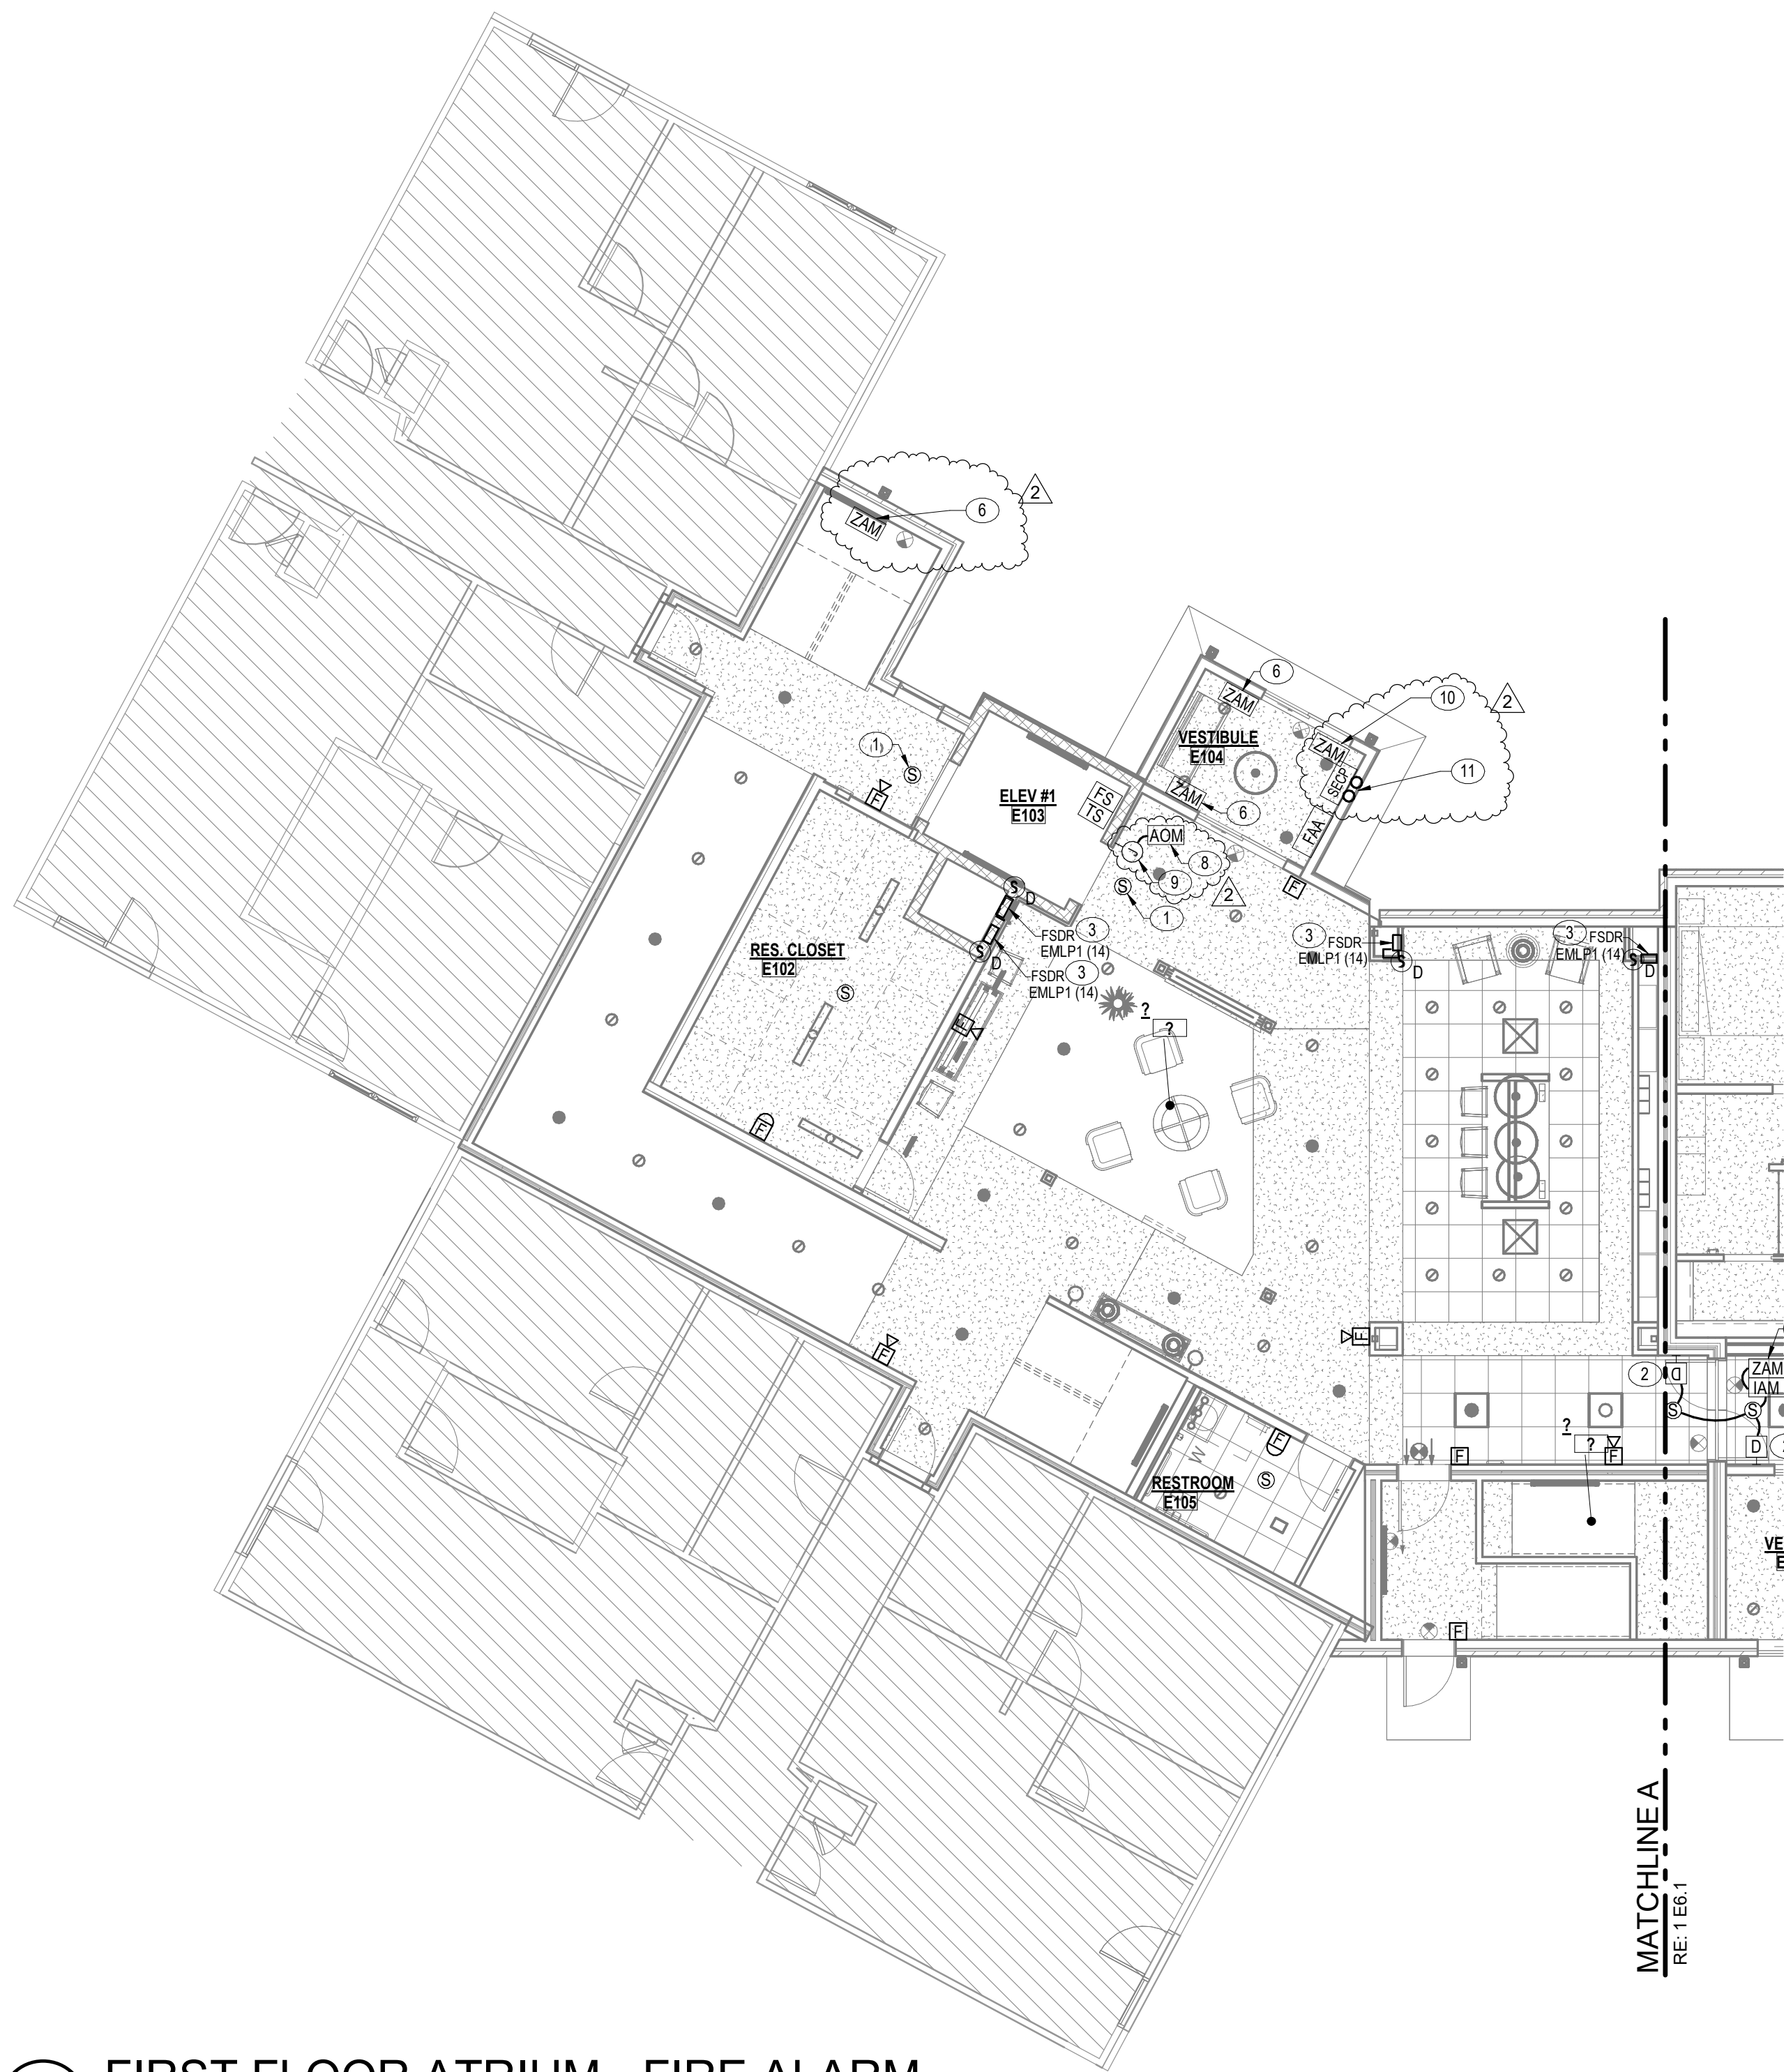 2
6
ZAM
6
ZAM
10
2
VESTIBULE
E104
ZAM
11
SECP
1
S
F
ELEV #1
E103
FS
TS
ZAM
6
FAA
AOM
8
J
9
2
S
1
F
S
D
3
FSDR
EMLP1 (14)
S
D
3
FSDR
EMLP1 (14)
3
FSDR
EMLP1 (14)
S
D
3
FSDR
EMLP1 (14)
S
D
RES. CLOSET
E102
S
?
?
F
F
F
F
2
D
ZAM
IAM
S
S
?
?
F
F
D
F
W
S
RESTROOM
E105
VE
E
F
MATCHLINE A
RE: 1 E6.1
FIRST FLOOR ATRIUM - FIRE ALARM